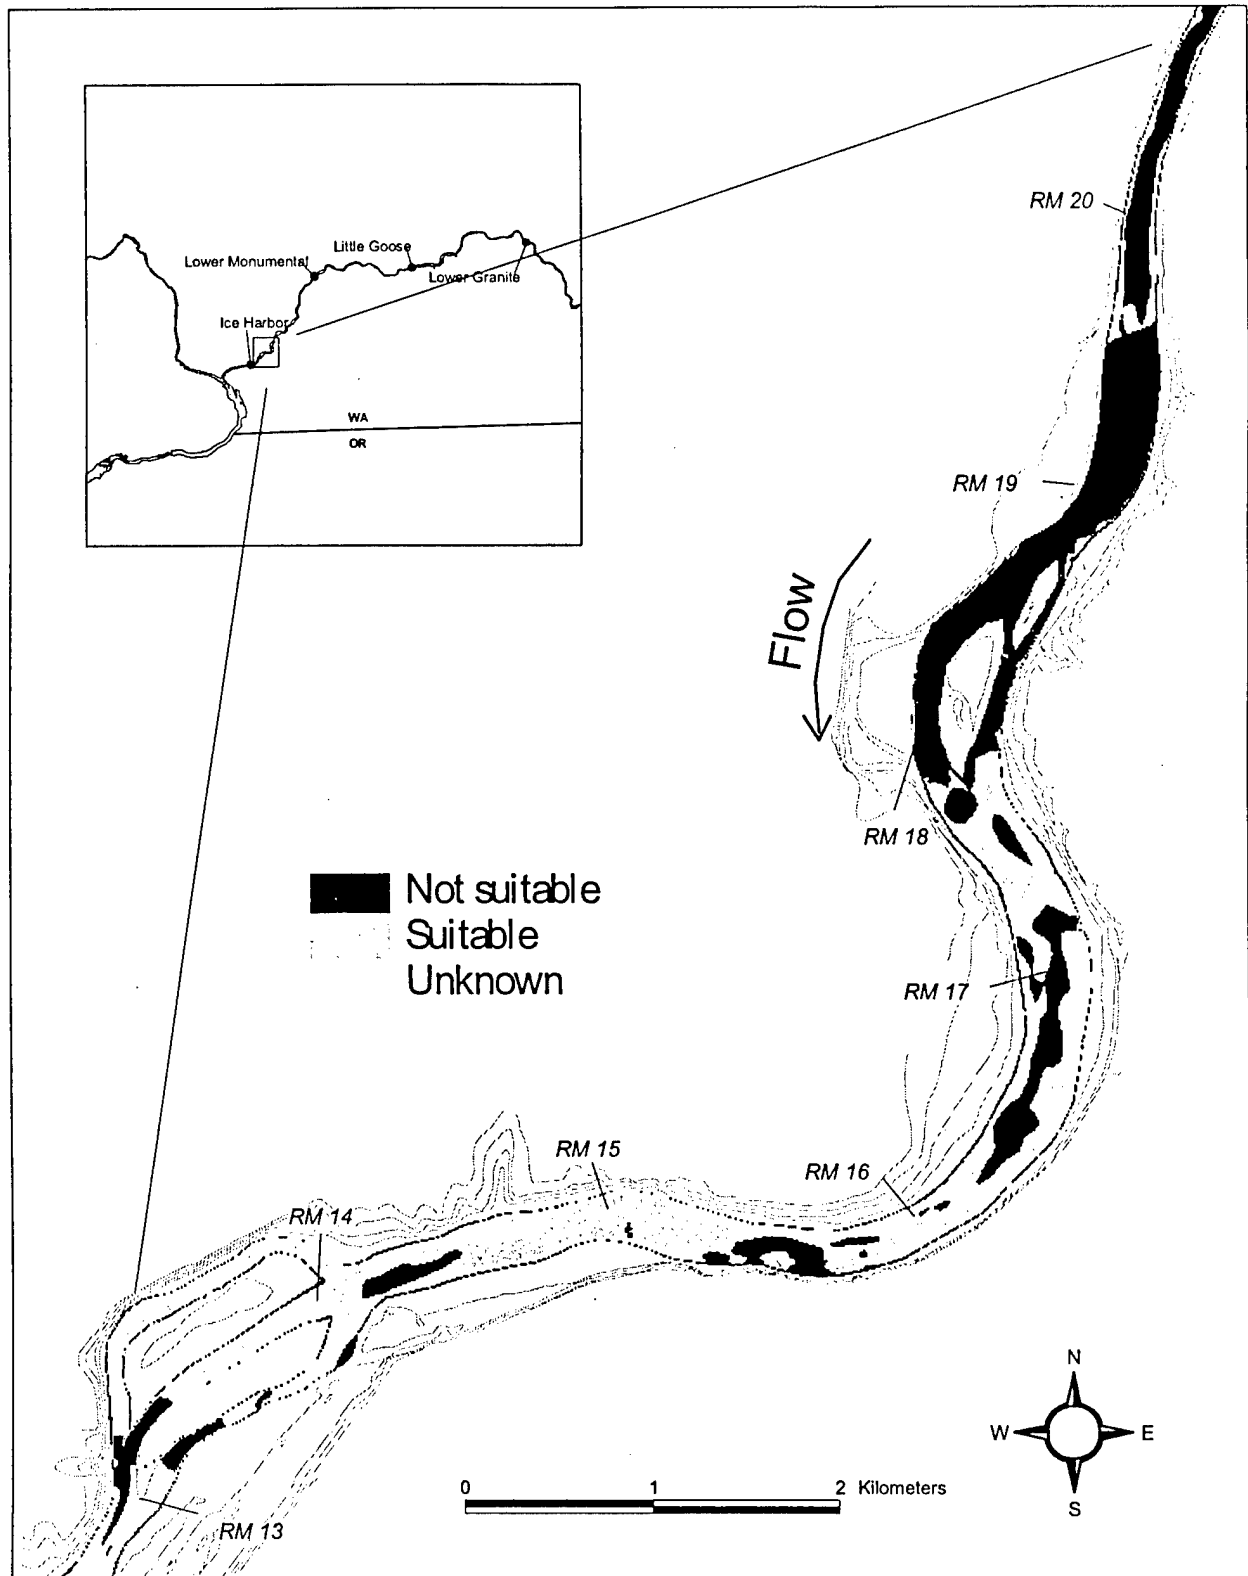 RM 20
Little Goose
Lower Monumental
Lower Granite
Ice Harbor
WA
OR
RM 19
Flow
RM 18
Not suitable
Suitable
Unknown
RM 17
RM 15
RM 16
RM 14
N
W
E
S
0 1 2 Kilometers
RM 13